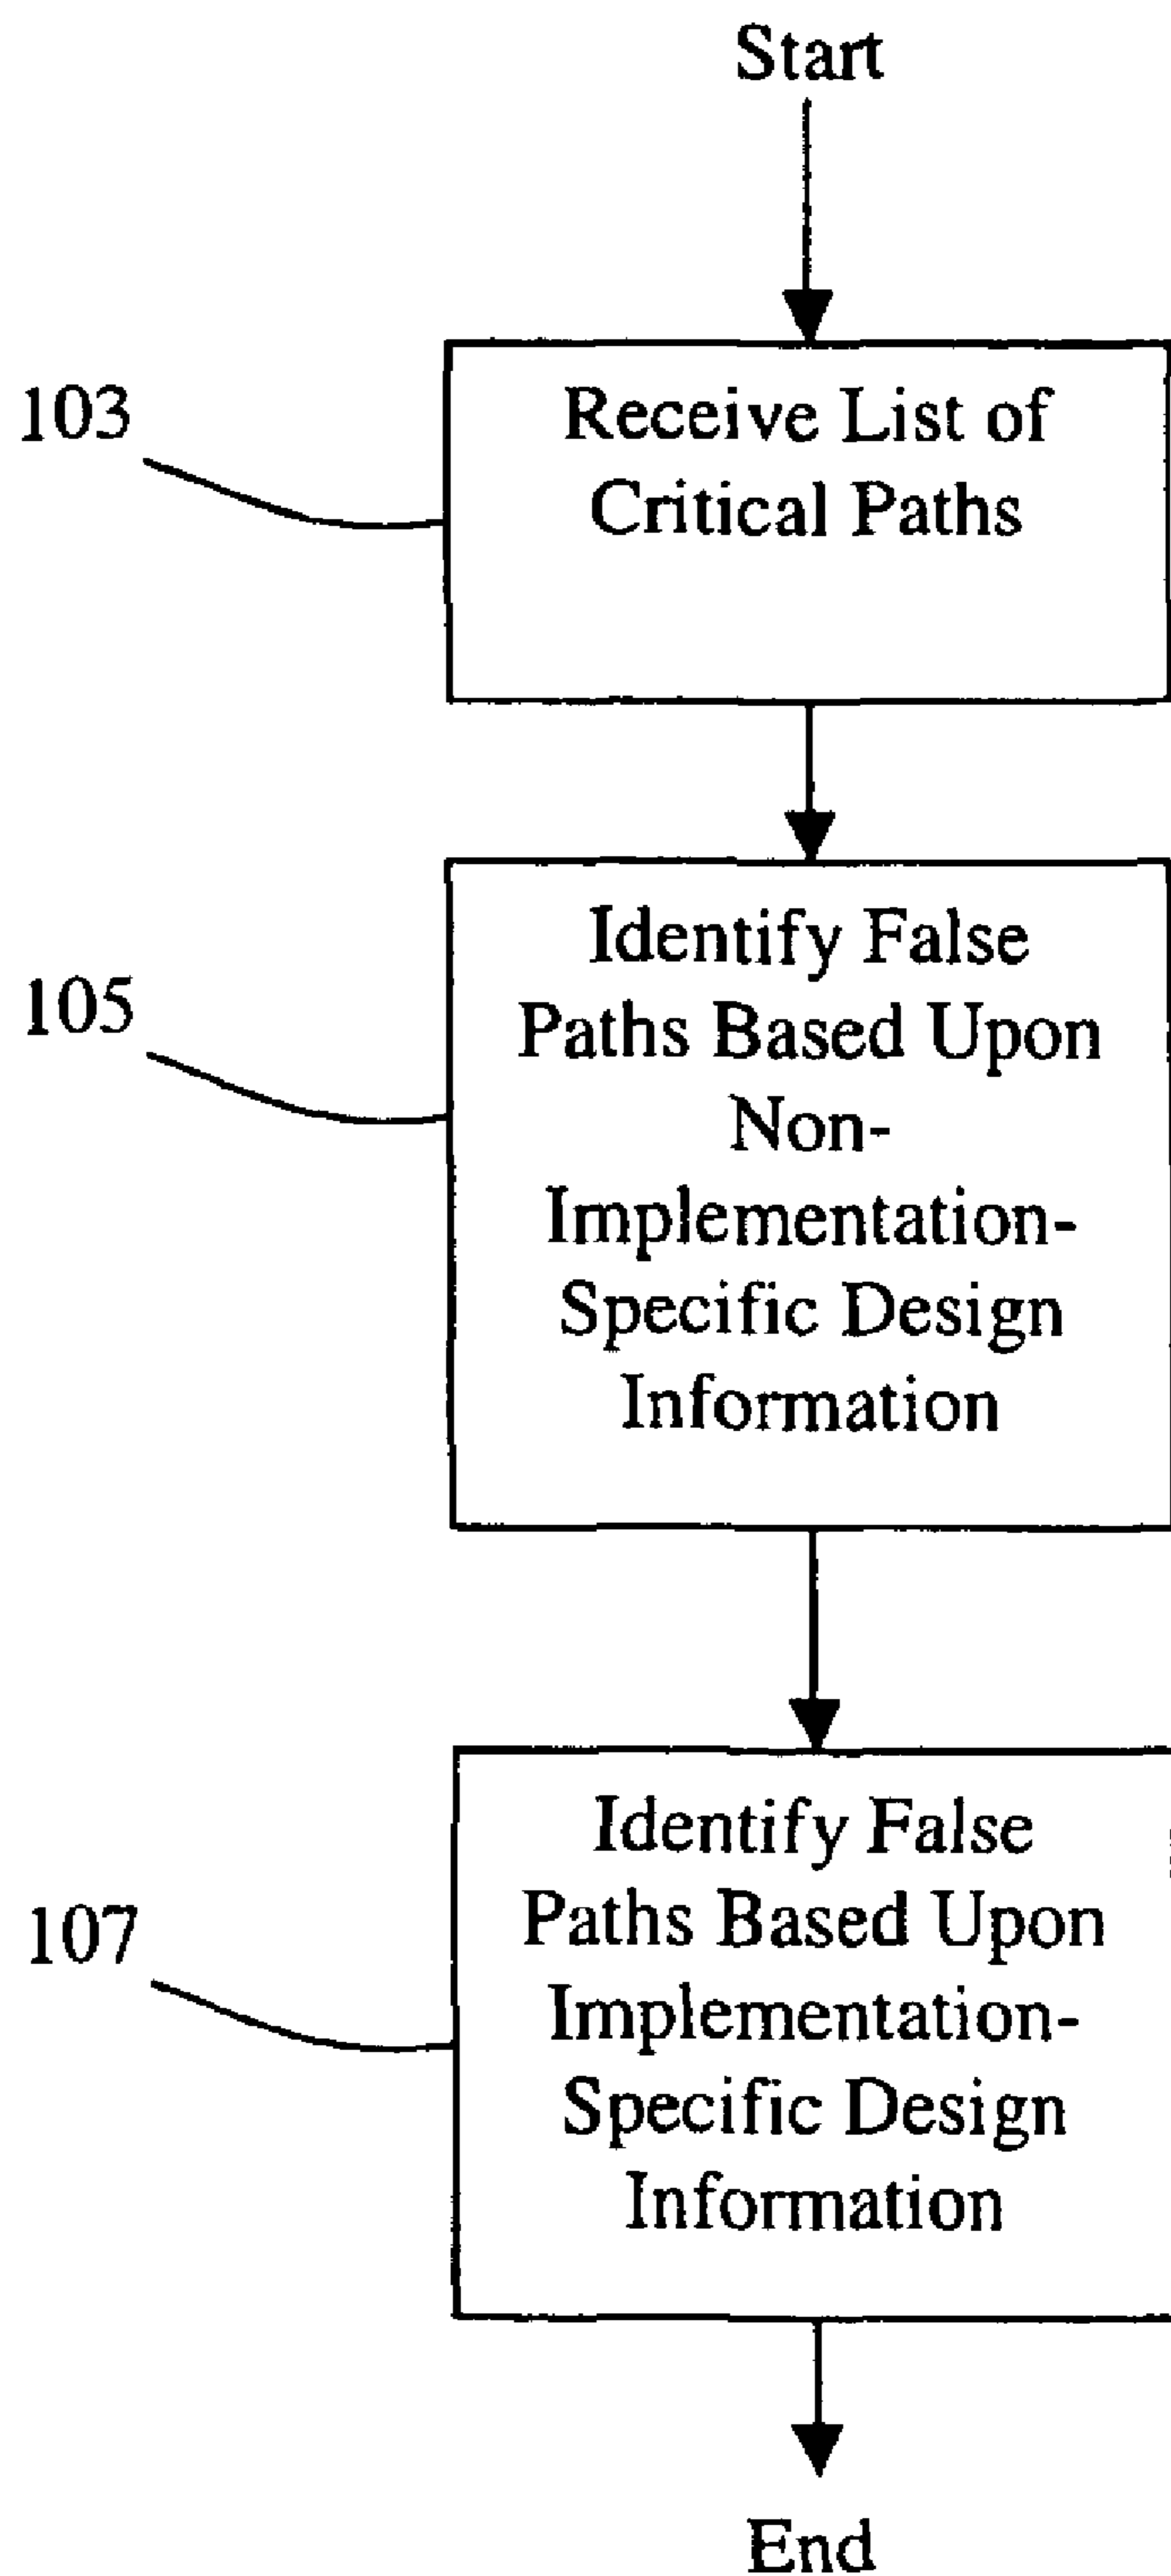 Start
103
Receive List of
Critical Paths
105
Identify False
Paths Based Upon
Non-
Implementation-
Specific Design
Information
107
Identify False
Paths Based Upon
Implementation-
Specific Design
Information
End